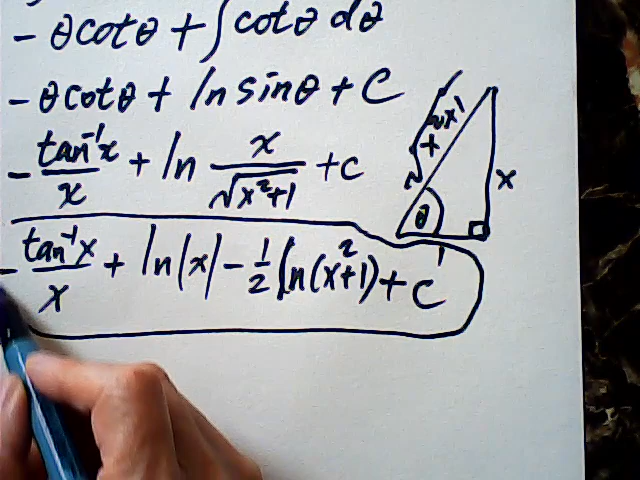 - θcotθ + ∫cotθ dθ
- θcotθ + ln sinθ + C
- tan⁻¹x/x + ln x/√(x²+1) + c
- tan⁻¹x/x + ln|x| - 1/2 ln(x²+1) + C
√(x²+1)
x
θ
1